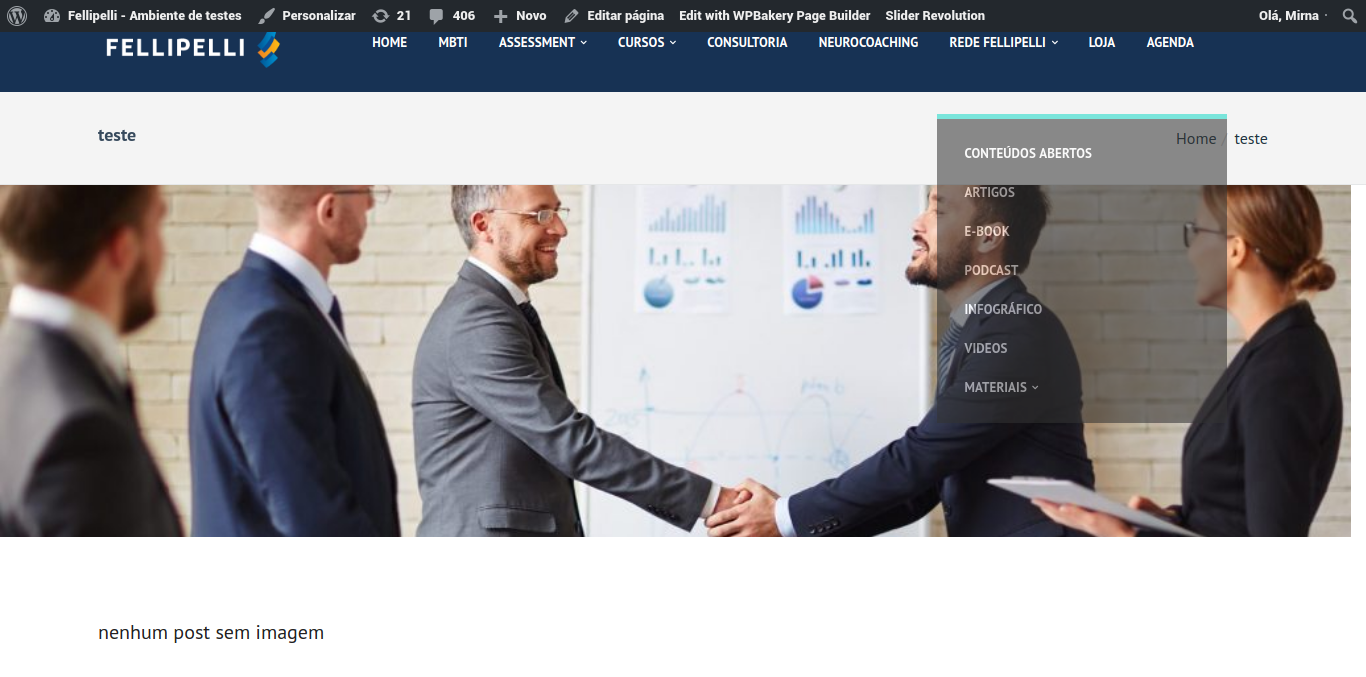 Fellipelli - Ambiente de testes Personalizar 21 406 Novo Editar página Edit with WPBakery Page Builder Slider Revolution Olá, Mirna
FELLIPELLI HOME MBTI ASSESSMENT CURSOS CONSULTORIA NEUROCOACHING REDE FELLIPELLI LOJA AGENDA
teste
Home / teste
CONTEÚDOS ABERTOS
ARTIGOS
E-BOOK
PODCAST
INFOGRÁFICO
VIDEOS
MATERIAIS
nenhum post sem imagem